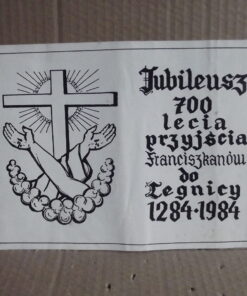 Jubileusz
700
lecia
przyjścia
Franciszkanów
do
Legnicy
1284-1984